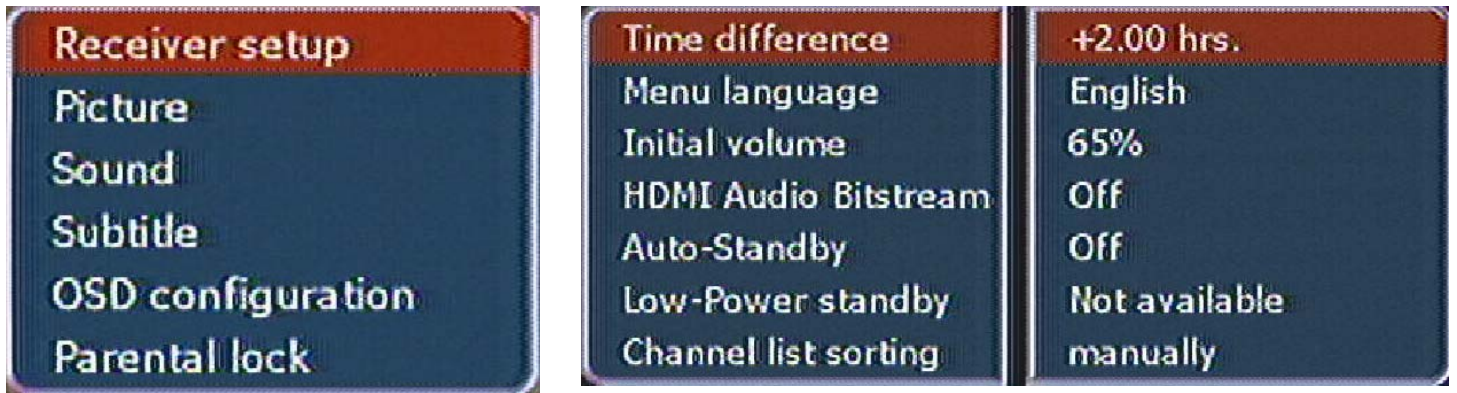 Receiver setup
Picture
Sound
Subtitle
OSD configuration
Parental lock
Time difference +2.00 hrs.
Menu language English
Initial volume 65%
HDMI Audio Bitstream Off
Auto-Standby Off
Low-Power standby Not available
Channel list sorting manually